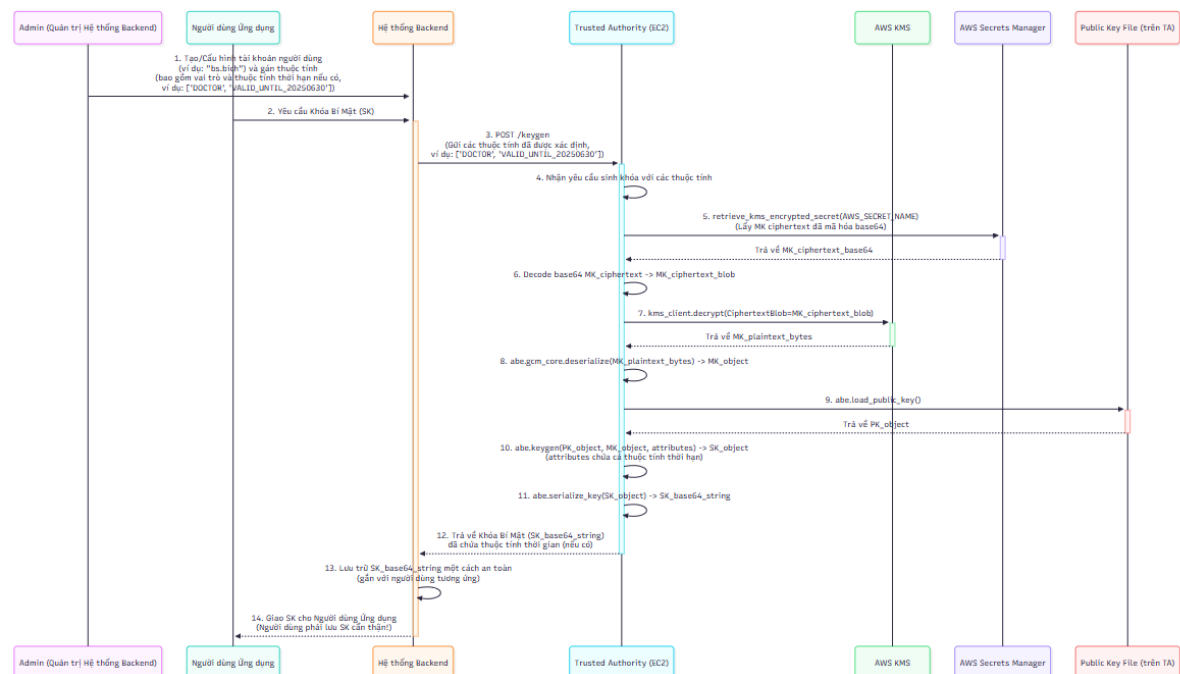 Admin (Quản trị Hệ thống Backend)
Người dùng Ứng dụng
Hệ thống Backend
Trusted Authority (EC2)
AWS KMS
AWS Secrets Manager
Public Key File (trên TA)
1. Tạo/Cấu hình tài khoản người dùng
(ví dụ: "bs.bich") và gán thuộc tính
(bao gồm vai trò và thuộc tính thời hạn nếu có,
ví dụ: ['DOCTOR', 'VALID_UNTIL_20250630'])
2. Yêu cầu Khóa Bí Mật (SK)
3. POST /keygen
(Gửi các thuộc tính đã được xác định,
ví dụ: ['DOCTOR', 'VALID_UNTIL_20250630'])
4. Nhận yêu cầu sinh khóa với các thuộc tính
5. retrieve_kms_encrypted_secret(AWS_SECRET_NAME)
(Lấy MK ciphertext đã mã hóa base64)
Trả về MK_ciphertext_base64
6. Decode base64 MK_ciphertext -> MK_ciphertext_blob
7. kms_client.decrypt(CiphertextBlob=MK_ciphertext_blob)
Trả về MK_plaintext_bytes
8. abe.gcm_core.deserialize(MK_plaintext_bytes) -> MK_object
9. abe.load_public_key()
Trả về PK_object
10. abe.keygen(PK_object, MK_object, attributes) -> SK_object
(attributes chứa cả thuộc tính thời hạn)
11. abe.serialize_key(SK_object) -> SK_base64_string
12. Trả về Khóa Bí Mật (SK_base64_string)
đã chứa thuộc tính thời gian (nếu có)
13. Lưu trữ SK_base64_string một cách an toàn
(gắn với người dùng tương ứng)
14. Giao SK cho Người dùng Ứng dụng
(Người dùng phải lưu SK cẩn thận!)
Admin (Quản trị Hệ thống Backend)
Người dùng Ứng dụng
Hệ thống Backend
Trusted Authority (EC2)
AWS KMS
AWS Secrets Manager
Public Key File (trên TA)